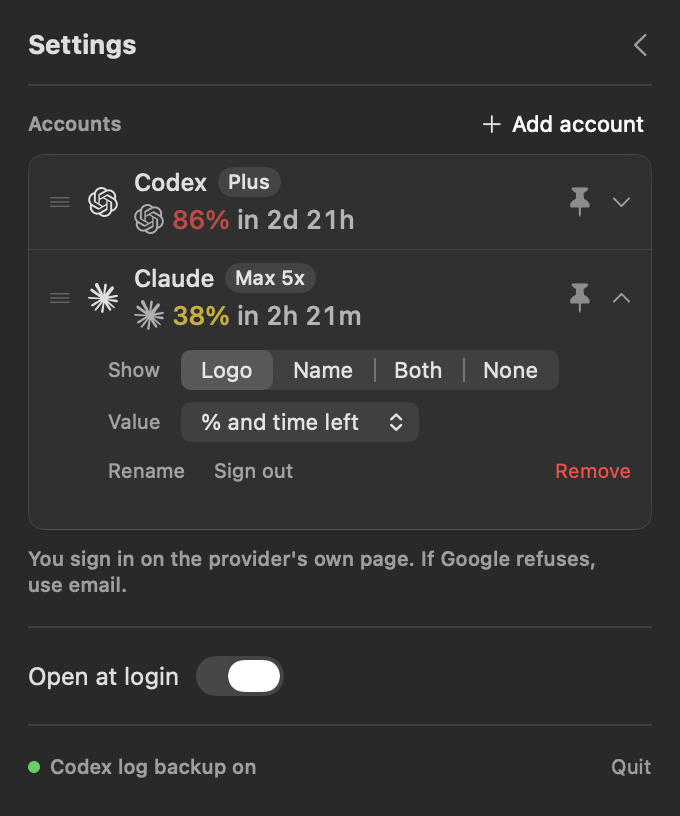 Settings
Accounts
Add account
Codex Plus
86% in 2d 21h
Claude Max 5x
38% in 2h 21m
Show Logo Name Both None
Value % and time left
Rename Sign out Remove
You sign in on the provider's own page. If Google refuses,
use email.
Open at login
Codex log backup on Quit